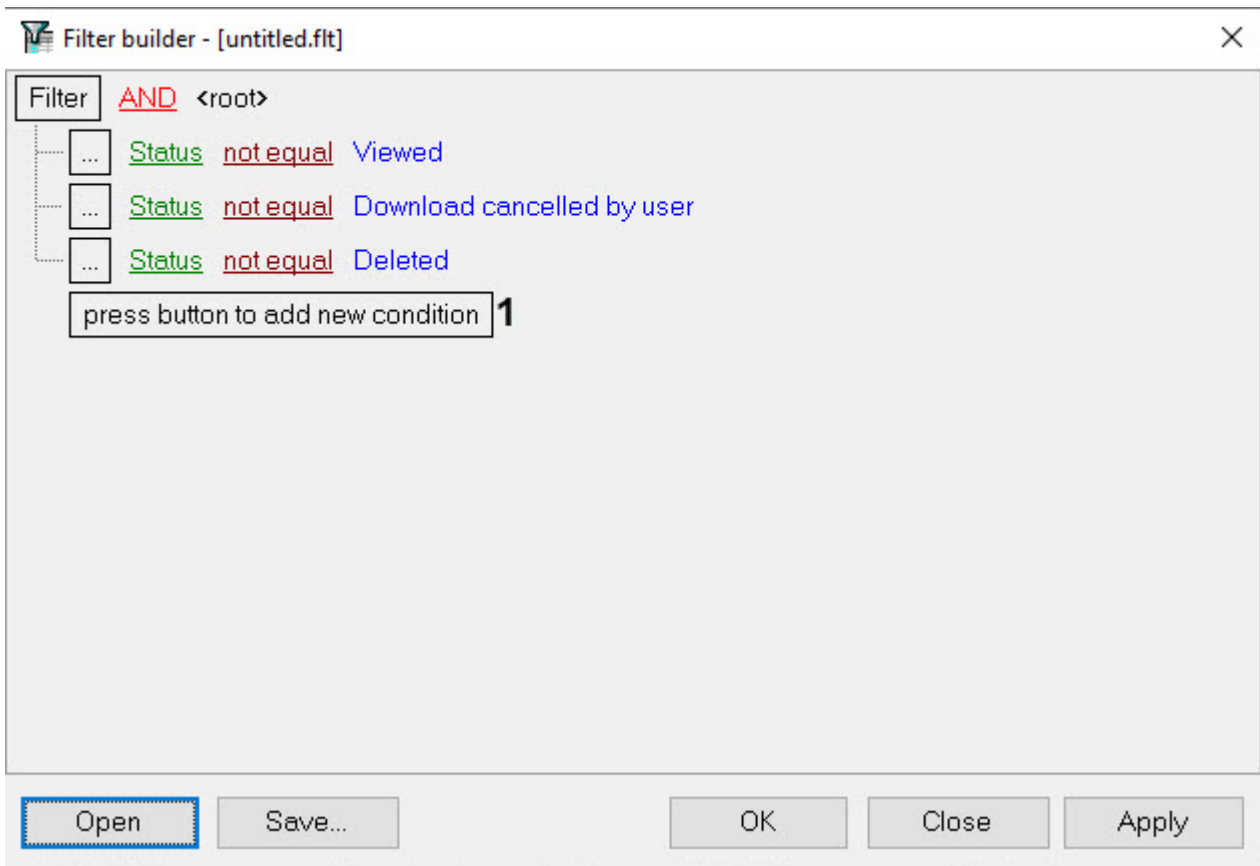 Filter builder - [untitled.flt]
Filter AND <root>
... Status not equal Viewed
... Status not equal Download cancelled by user
... Status not equal Deleted
press button to add new condition 1
Open Save... OK Close Apply